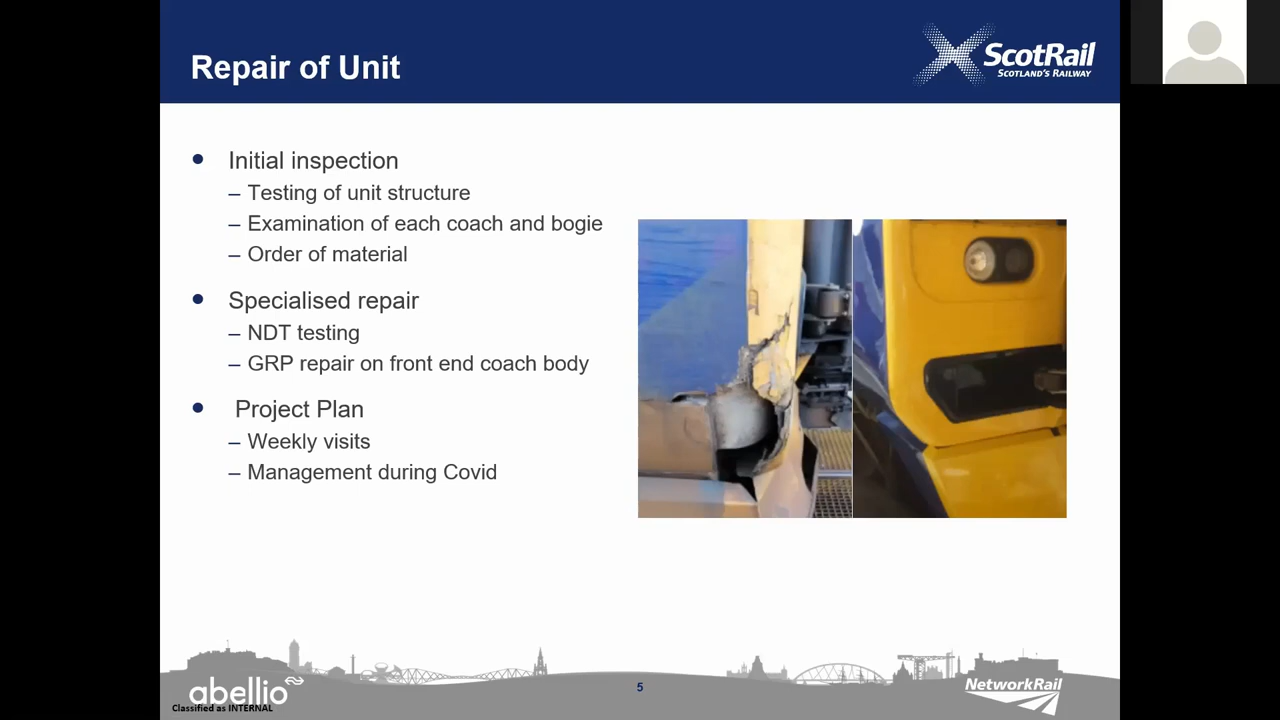 Repair of Unit
ScotRail
SCOTLAND'S RAILWAY
Initial inspection
– Testing of unit structure
– Examination of each coach and bogie
– Order of material
Specialised repair
– NDT testing
– GRP repair on front end coach body
Project Plan
– Weekly visits
– Management during Covid
abellio
Classified as INTERNAL
5
NetworkRail